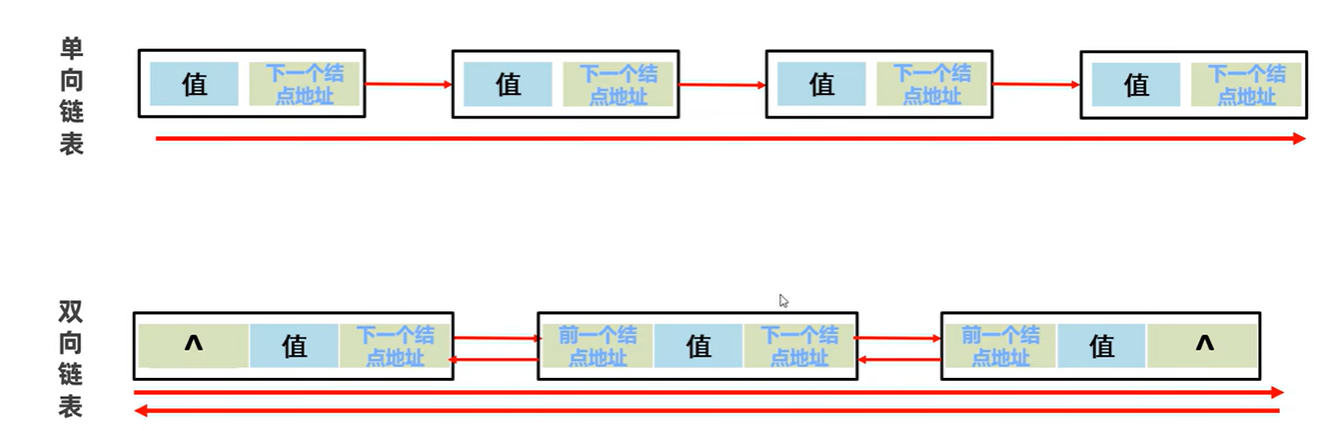 单向链表
值 下一个结点地址 值 下一个结点地址 值 下一个结点地址 值 下一个结点地址
双向链表
^ 值 下一个结点地址 前一个结点地址 值 下一个结点地址 前一个结点地址 值 ^